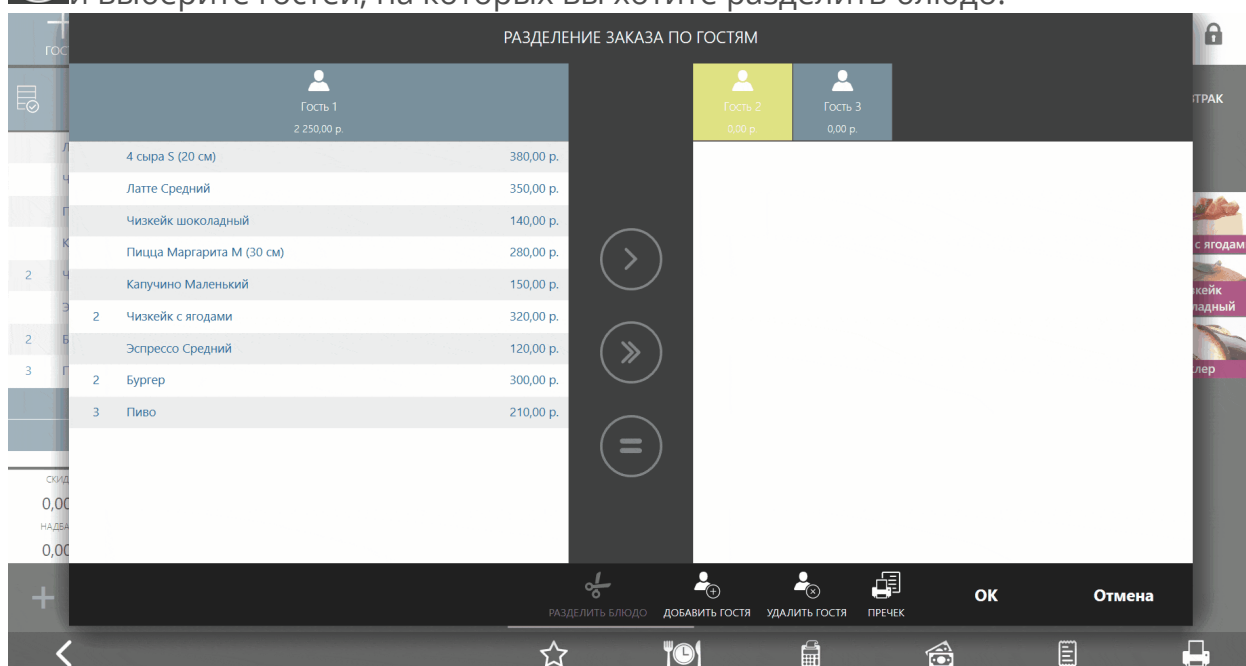 и выберите гостей, на которых вы хотите разделить блюдо.
РАЗДЕЛЕНИЕ ЗАКАЗА ПО ГОСТЯМ
Гость 1
2 250,00 р.
Гость 2
0,00 р
Гость 3
0,00 р.
4 сыра S (20 см) 380,00 р.
Латте Средний 350,00 р.
Чизкейк шоколадный 140,00 р.
Пицца Маргарита M (30 см) 280,00 р.
Капучино Маленький 150,00 р.
2 Чизкейк с ягодами 320,00 р.
Эспрессо Средний 120,00 р.
2 Бургер 300,00 р.
3 Пиво 210,00 р.
ГОС
ТРАК
Ч
П
К
2 Ч
Э
2 Б
3 П
СКИД
0,00
НАДБА
0,00
с ягодам
зкейк
ладный
лер
РАЗДЕЛИТЬ БЛЮДО
ДОБАВИТЬ ГОСТЯ
УДАЛИТЬ ГОСТЯ
ПРЕЧЕК
ОК
Отмена